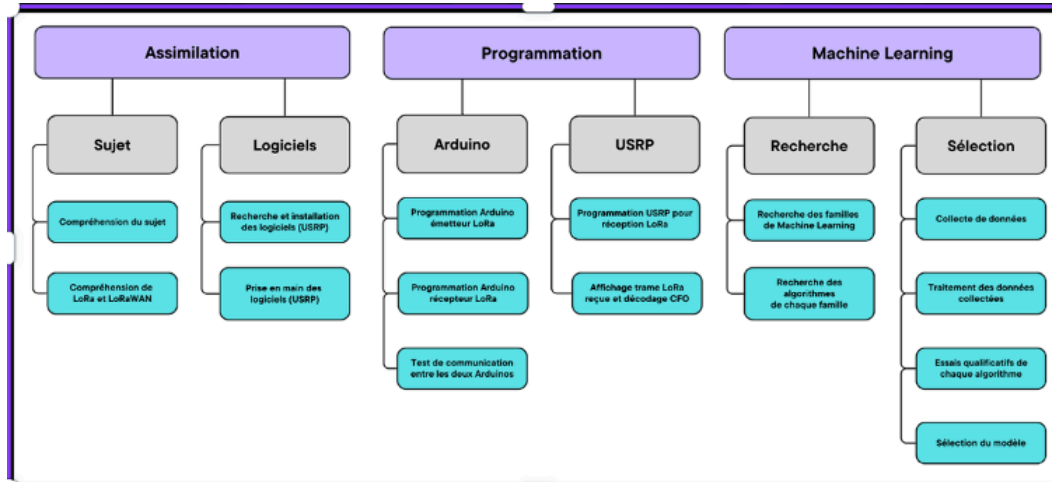 Assimilation
Programmation
Machine Learning
Sujet
Logiciels
Arduino
USRP
Recherche
Sélection
Compréhension du sujet
Recherche et installation
des logiciels (USRP)
Programmation Arduino
émetteur LoRa
Programmation USRP pour
réception LoRa
Recherche des familles
de Machine Learning
Collecte de données
Compréhension de
LoRa et LoRaWAN
Prise en main des
logiciels (USRP)
Programmation Arduino
récepteur LoRa
Affichage trame LoRa
reçue et décodage CFO
Recherche des
algorithmes
de chaque famille
Traitement des données
collectées
Test de communication
entre les deux Arduinos
Essais qualificatifs de
chaque algorithme
Sélection du modèle